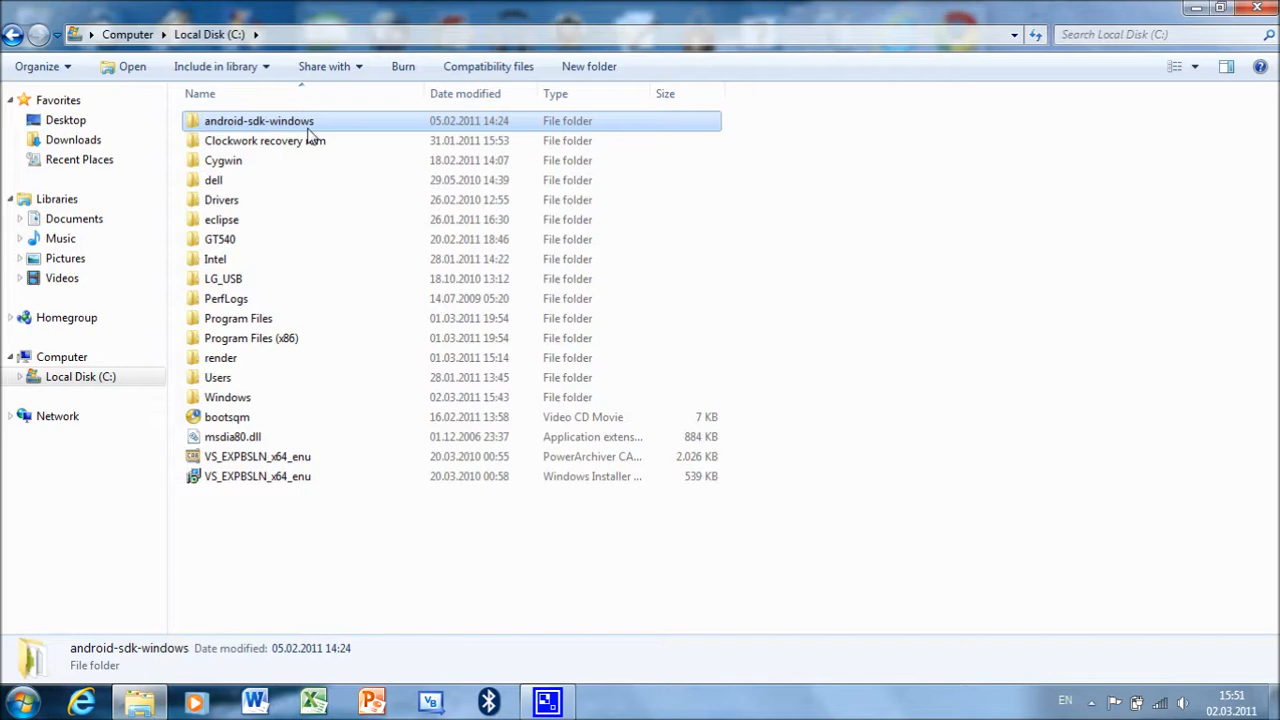 Computer Local Disk (C:) Search Local Disk (C:)
Organize Open Include in library Share with Burn Compatibility files New folder
Name Date modified Type Size
Favorites
Desktop
Downloads
Recent Places
Libraries
Documents
Music
Pictures
Videos
Homegroup
Computer
Local Disk (C:)
Network
android-sdk-windows 05.02.2011 14:24 File folder
Clockwork recovery 31.01.2011 15:53 File folder
Cygwin 18.02.2011 14:07 File folder
dell 29.05.2010 14:39 File folder
Drivers 26.02.2010 12:55 File folder
eclipse 26.01.2011 16:30 File folder
GT540 20.02.2011 18:46 File folder
Intel 28.01.2011 14:22 File folder
LG_USB 18.10.2010 13:12 File folder
PerfLogs 14.07.2009 05:20 File folder
Program Files 01.03.2011 19:54 File folder
Program Files (x86) 01.03.2011 19:54 File folder
render 01.03.2011 15:14 File folder
Users 28.01.2011 13:45 File folder
Windows 02.03.2011 15:43 File folder
bootsqm 16.02.2011 13:58 Video CD Movie 7 KB
msdia80.dll 01.12.2006 23:37 Application extens... 884 KB
VS_EXPBSLN_x64_enu 20.03.2010 00:55 PowerArchiver CA... 2.026 KB
VS_EXPBSLN_x64_enu 20.03.2010 00:58 Windows Installer ... 539 KB
android-sdk-windows Date modified: 05.02.2011 14:24
File folder
EN 15:51
02.03.2011